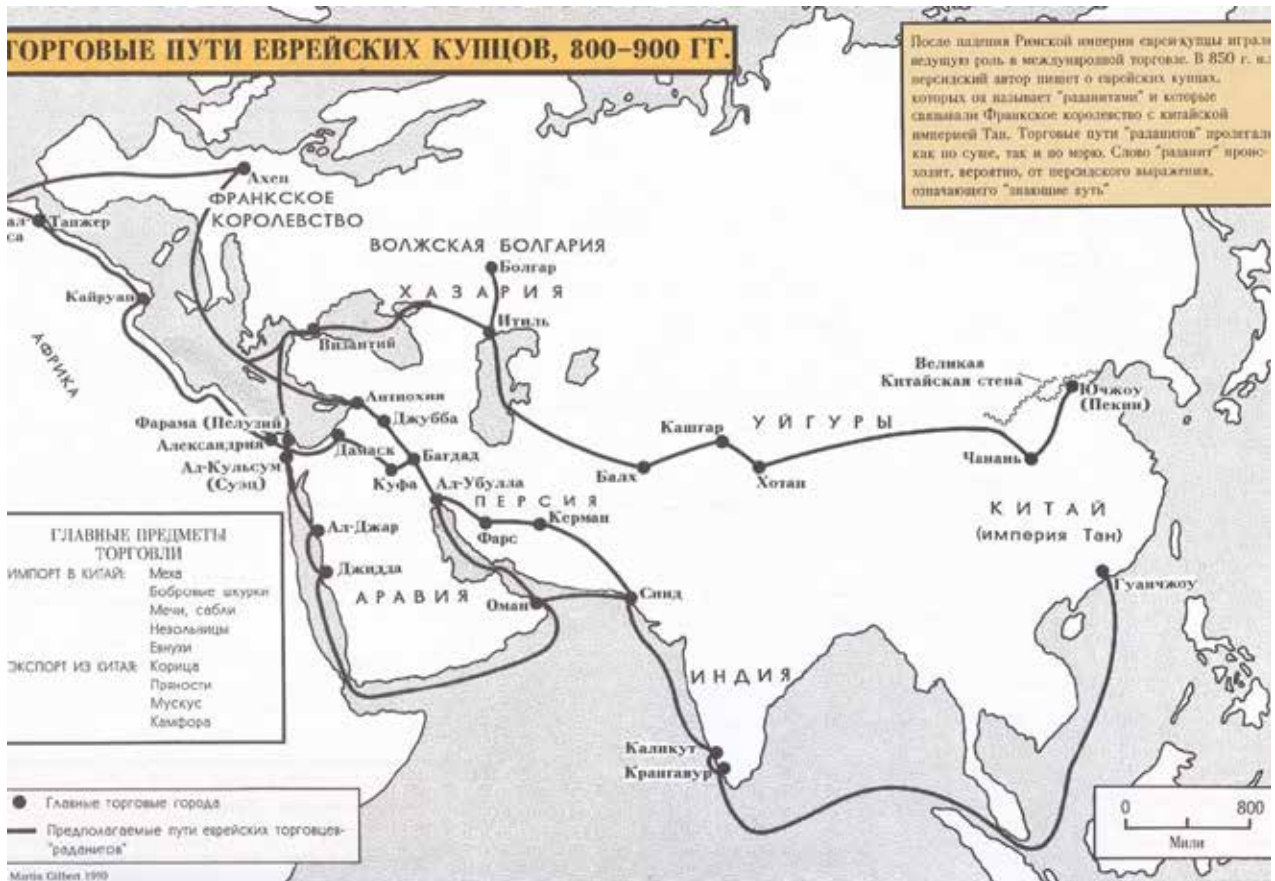 ТОРГОВЫЕ ПУТИ ЕВРЕЙСКИХ КУПЦОВ, 800–900 ГГ.
После падения Римской империи евреи-купцы играли
ведущую роль в международной торговле. В 850 г. н.э
персидский автор пишет о еврейских купцах,
которых он называет "раданитами" и которые
связывали Франкское королевство с китайской
империей Тан. Торговые пути "раданитов" пролегали
как по суше, так и по морю. Слово "раданит" проис-
ходит, вероятно, от персидского выражения,
означающего "знающие путь"
Ахен
ФРАНКСКОЕ
КОРОЛЕВСТВО
ал-
са
Танжер
Кайруан
АФРИКА
ВОЛЖСКАЯ БОЛГАРИЯ
Болгар
ХАЗАРИЯ
Итиль
Византий
Великая
Китайская стена
Ючжоу
(Пекин)
Антиохия
Джубба
Фарама (Пелузий)
Александрия
Ал-Кульсум
(Суэц)
Дамаск
Багдад
Куфа
Ал-Убулла
ПЕРСИЯ
Фарс
Керман
Балх
Кашгар
УЙГУРЫ
Хотан
Чанань
КИТАЙ
(империя Тан)
Гуанчжоу
Ал-Джар
Джидда
АРАВИЯ
Оман
Синд
ИНДИЯ
Каликут
Крангавур
ГЛАВНЫЕ ПРЕДМЕТЫ
ТОРГОВЛИ
ИМПОРТ В КИТАЙ: Меха
Бобровые шкурки
Мечи, сабли
Невольницы
Евнухи
ЭКСПОРТ ИЗ КИТАЯ: Корица
Пряности
Мускус
Камфора
Главные торговые города
Предполагаемые пути еврейских торговцев-
"раданитов"
0 800
Мили
Martin Gilbert 1990